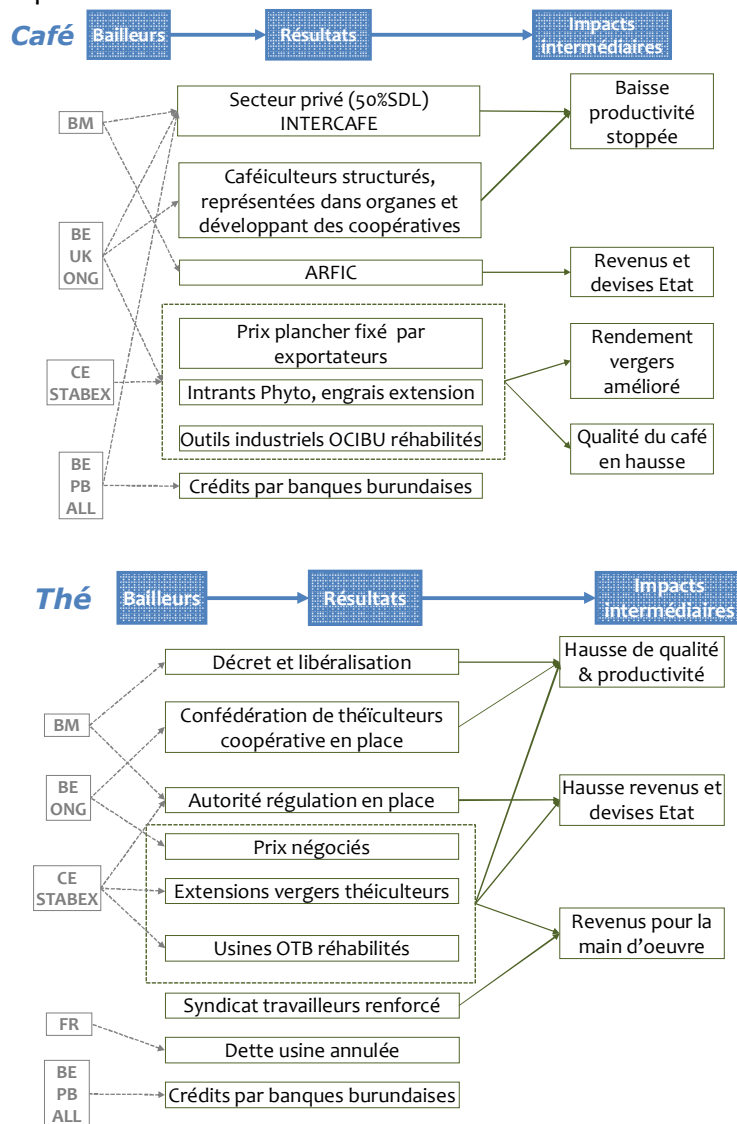 Café
Bailleurs
Résultats
Impacts
intermédiaires
BM
Secteur privé (50%SDL)
INTERCAFE
Baisse
productivité
stoppée
BE
UK
ONG
Caféiculteurs structurés,
représentées dans organes et
développant des coopératives
ARFIC
Revenus et
devises Etat
CE
STABEX
Prix plancher fixé par
exportateurs
Intrants Phyto, engrais extension
Outils industriels OCIBU réhabilités
Rendement
vergers
amélioré
Qualité du café
en hausse
BE
PB
ALL
Crédits par banques burundaises
Thé
Bailleurs
Résultats
Impacts
intermédiaires
Décret et libéralisation
Hausse de qualité
& productivité
BM
Confédération de théïculteurs
coopérative en place
BE
ONG
Autorité régulation en place
Hausse revenus et
devises Etat
Prix négociés
CE
STABEX
Extensions vergers théiculteurs
Usines OTB réhabilités
Revenus pour la
main d'oeuvre
Syndicat travailleurs renforcé
FR
Dette usine annulée
BE
PB
ALL
Crédits par banques burundaises